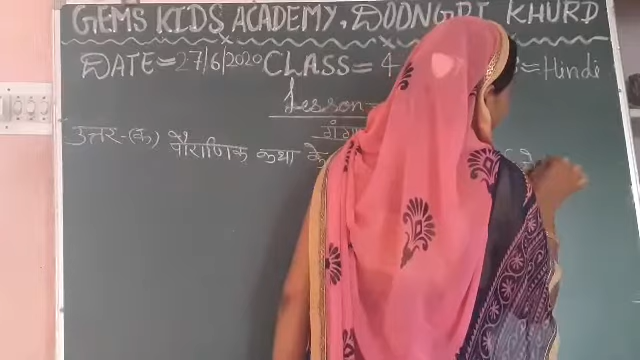 GEMS KIDS ACADEMY, DOONGRI KHURD
DATE=27/6/2020 CLASS=4 =Hindi
Lesson-
गंगा
उत्तर-(क) पौराणिक कथा के